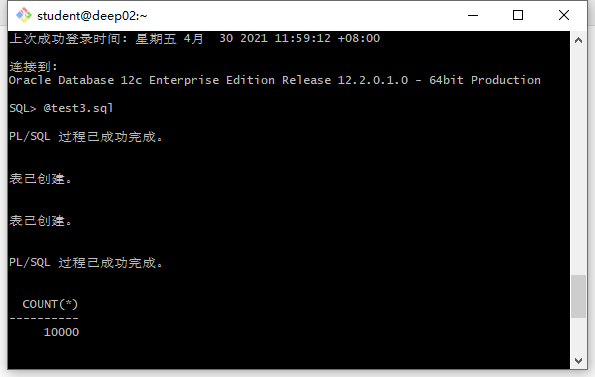 student@deep02:~
上次成功登录时间: 星期五 4月  30 2021 11:59:12 +08:00
连接到:
Oracle Database 12c Enterprise Edition Release 12.2.0.1.0 - 64bit Production
SQL> @test3.sql
PL/SQL 过程已成功完成。
表已创建。
表已创建。
PL/SQL 过程已成功完成。
COUNT(*)
----------
10000